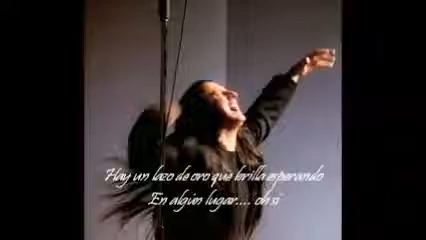 Hay un lazo de oro que brilla esperando
En algún lugar.... oh si